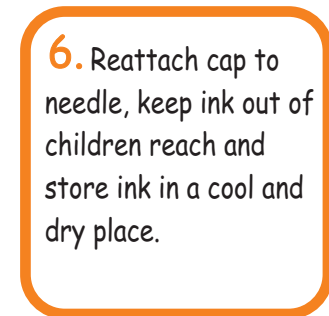 6. Reattach cap to
needle, keep ink out of
children reach and
store ink in a cool and
dry place.